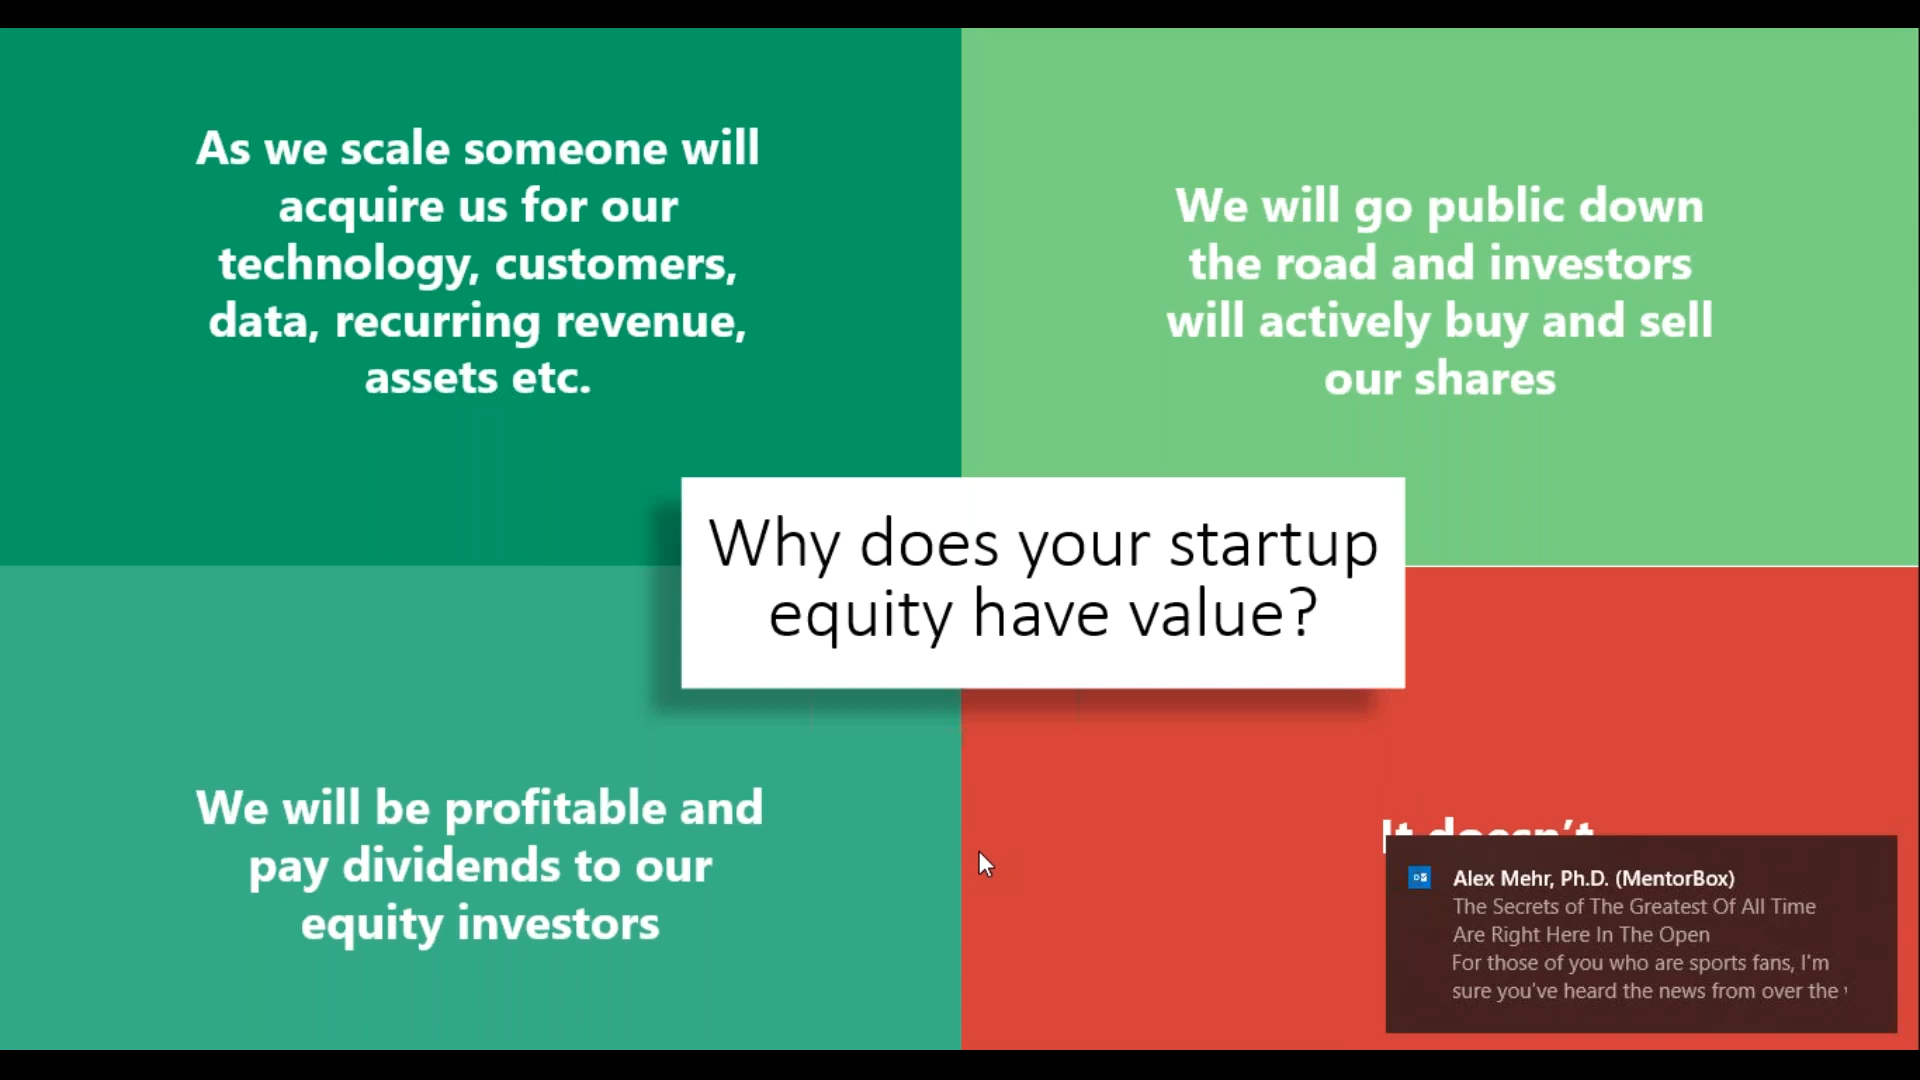 As we scale someone will
acquire us for our
technology, customers,
data, recurring revenue,
assets etc.
We will go public down
the road and investors
will actively buy and sell
our shares
Why does your startup
equity have value?
We will be profitable and
pay dividends to our
equity investors
It doesn't
Alex Mehr, Ph.D. (MentorBox)
The Secrets of The Greatest Of All Time
Are Right Here In The Open
For those of you who are sports fans, I'm
sure you've heard the news from over the